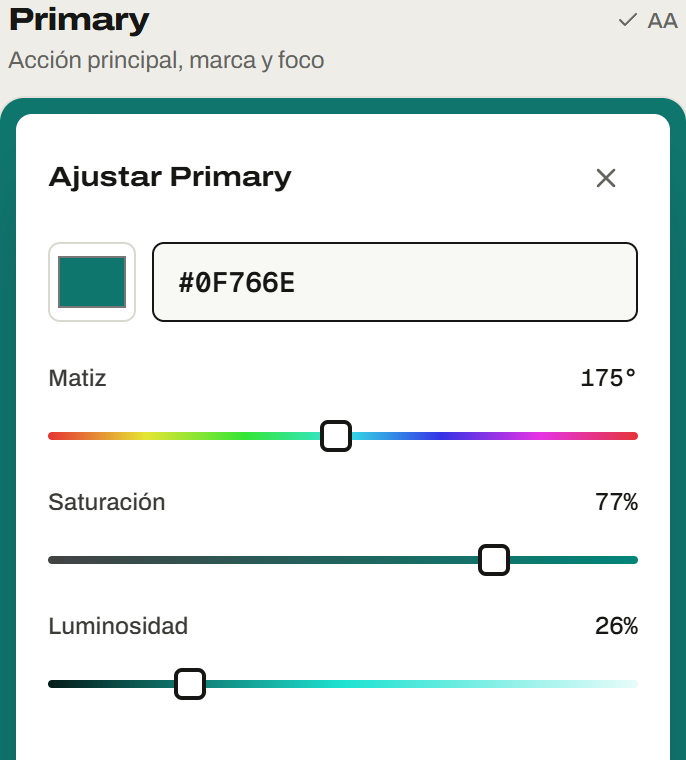 Primary
AA
Acción principal, marca y foco
Ajustar Primary
#0F766E
Matiz
175°
Saturación
77%
Luminosidad
26%